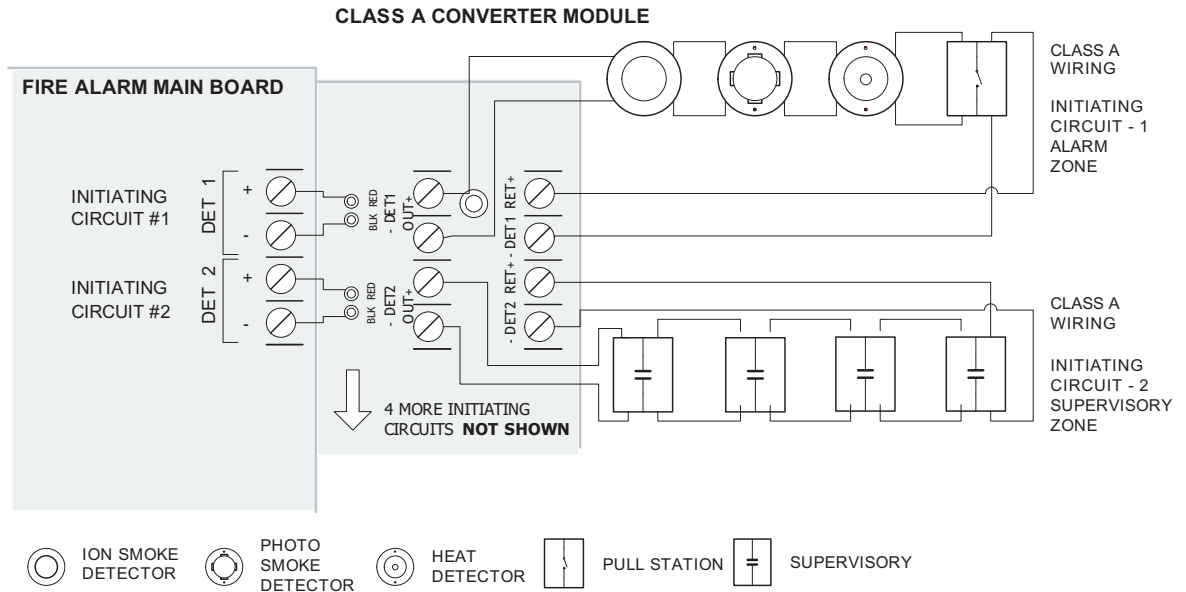 CLASS A CONVERTER MODULE
FIRE ALARM MAIN BOARD
INITIATING
CIRCUIT #1
DET 1
+
-
INITIATING
CIRCUIT #2
DET 2
+
-
BLK RED
- DET1
OUT+
- DET1 RET+
BLK RED
- DET2
OUT+
- DET2 RET+
4 MORE INITIATING
CIRCUITS NOT SHOWN
CLASS A
WIRING
INITIATING
CIRCUIT - 1
ALARM
ZONE
CLASS A
WIRING
INITIATING
CIRCUIT - 2
SUPERVISORY
ZONE
ION SMOKE
DETECTOR
PHOTO
SMOKE
DETECTOR
HEAT
DETECTOR
PULL STATION
SUPERVISORY